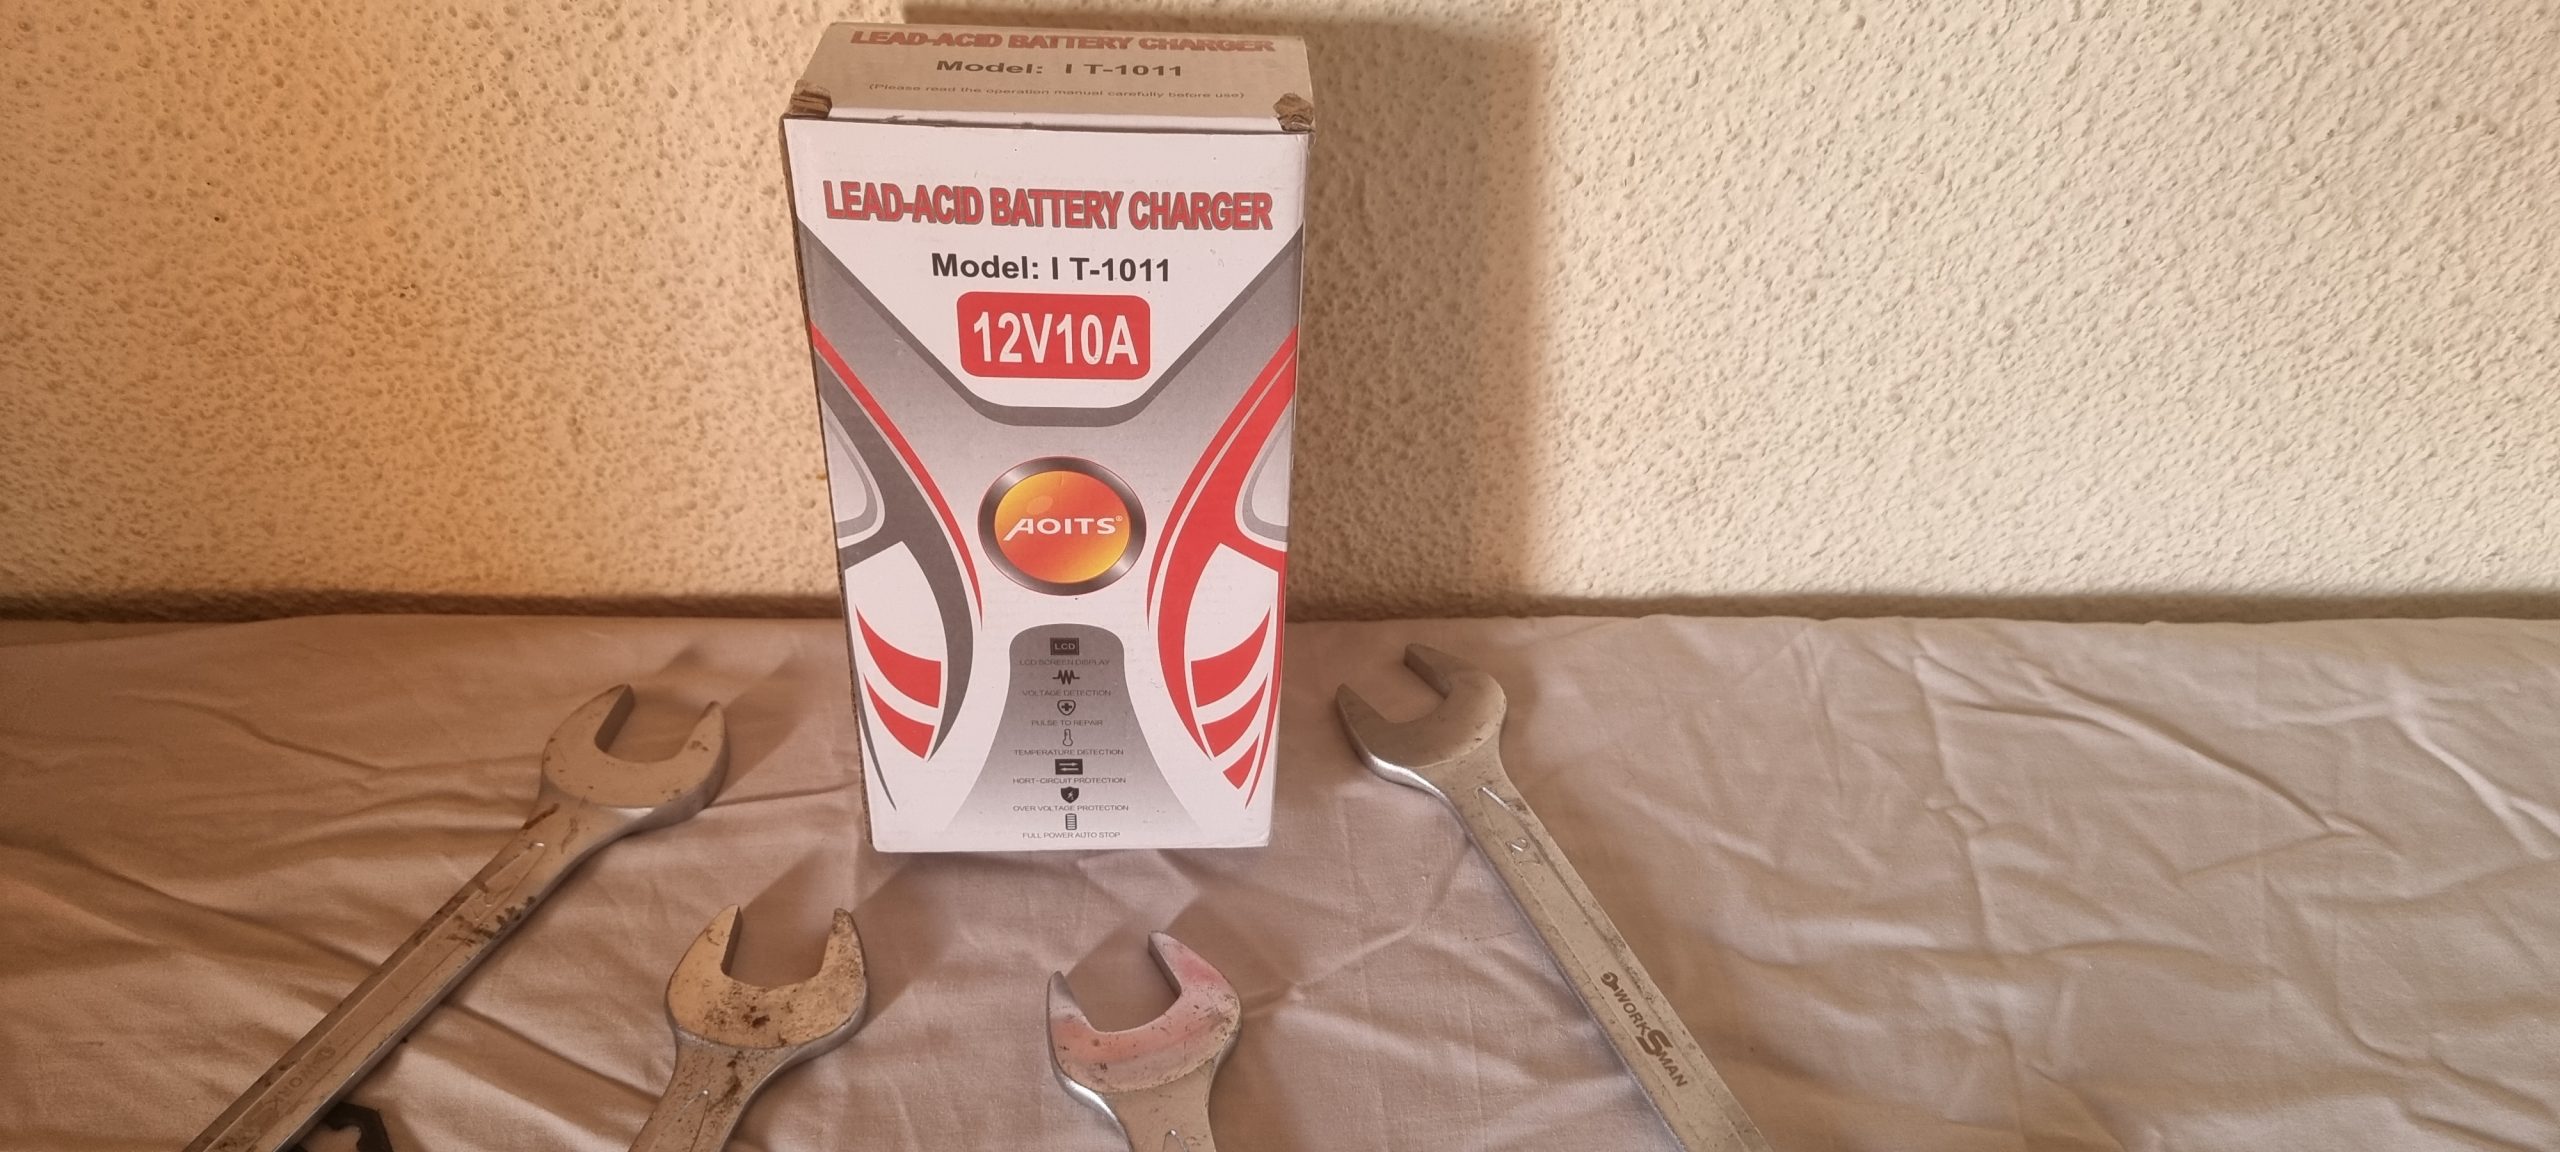 LEAD-ACID BATTERY CHARGER
Model: I T-1011
(Please read the operation manual carefully before use)
LEAD-ACID BATTERY CHARGER
Model: I T-1011
12V10A
AOITS®
LCD
LCD SCREEN DISPLAY
VOLTAGE DETECTION
PULSE TO REPAIR
TEMPERATURE DETECTION
HORT-CIRCUIT PROTECTION
OVER VOLTAGE PROTECTION
FULL POWER AUTO STOP
27
WORKSMAN